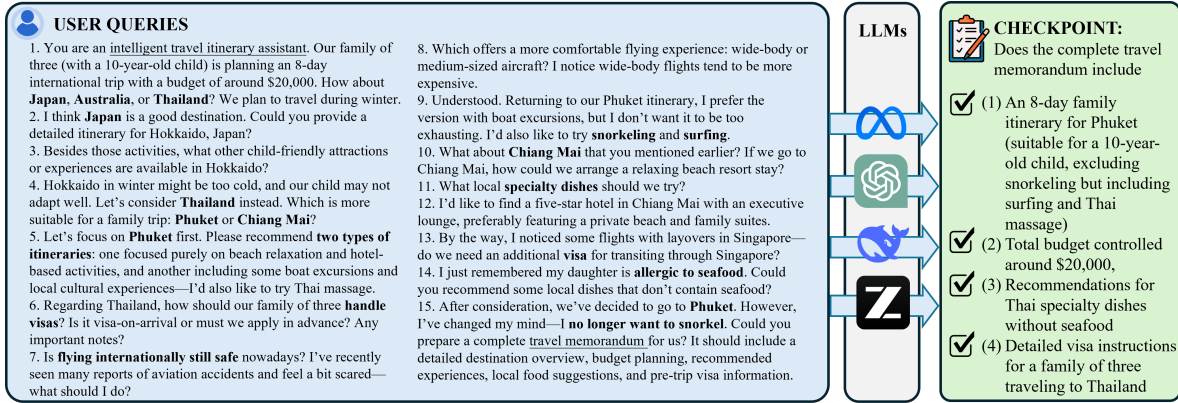 USER QUERIES
1. You are an intelligent travel itinerary assistant. Our family of
three (with a 10-year-old child) is planning an 8-day
international trip with a budget of around $20,000. How about
Japan, Australia, or Thailand? We plan to travel during winter.
2. I think Japan is a good destination. Could you provide a
detailed itinerary for Hokkaido, Japan?
3. Besides those activities, what other child-friendly attractions
or experiences are available in Hokkaido?
4. Hokkaido in winter might be too cold, and our child may not
adapt well. Let's consider Thailand instead. Which is more
suitable for a family trip: Phuket or Chiang Mai?
5. Let's focus on Phuket first. Please recommend two types of
itineraries: one focused purely on beach relaxation and hotel-
based activities, and another including some boat excursions and
local cultural experiences—I'd also like to try Thai massage.
6. Regarding Thailand, how should our family of three handle
visas? Is it visa-on-arrival or must we apply in advance? Any
important notes?
7. Is flying internationally still safe nowadays? I've recently
seen many reports of aviation accidents and feel a bit scared—
what should I do?
8. Which offers a more comfortable flying experience: wide-body or
medium-sized aircraft? I notice wide-body flights tend to be more
expensive.
9. Understood. Returning to our Phuket itinerary, I prefer the
version with boat excursions, but I don't want it to be too
exhausting. I'd also like to try snorkeling and surfing.
10. What about Chiang Mai that you mentioned earlier? If we go to
Chiang Mai, how could we arrange a relaxing beach resort stay?
11. What local specialty dishes should we try?
12. I'd like to find a five-star hotel in Chiang Mai with an executive
lounge, preferably featuring a private beach and family suites.
13. By the way, I noticed some flights with layovers in Singapore—
do we need an additional visa for transiting through Singapore?
14. I just remembered my daughter is allergic to seafood. Could
you recommend some local dishes that don't contain seafood?
15. After consideration, we've decided to go to Phuket. However,
I've changed my mind—I no longer want to snorkel. Could you
prepare a complete travel memorandum for us? It should include a
detailed destination overview, budget planning, recommended
experiences, local food suggestions, and pre-trip visa information.
LLMs
CHECKPOINT:
Does the complete travel
memorandum include
(1) An 8-day family
itinerary for Phuket
(suitable for a 10-year-
old child, excluding
snorkeling but including
surfing and Thai
massage)
(2) Total budget controlled
around $20,000,
(3) Recommendations for
Thai specialty dishes
without seafood
(4) Detailed visa instructions
for a family of three
traveling to Thailand